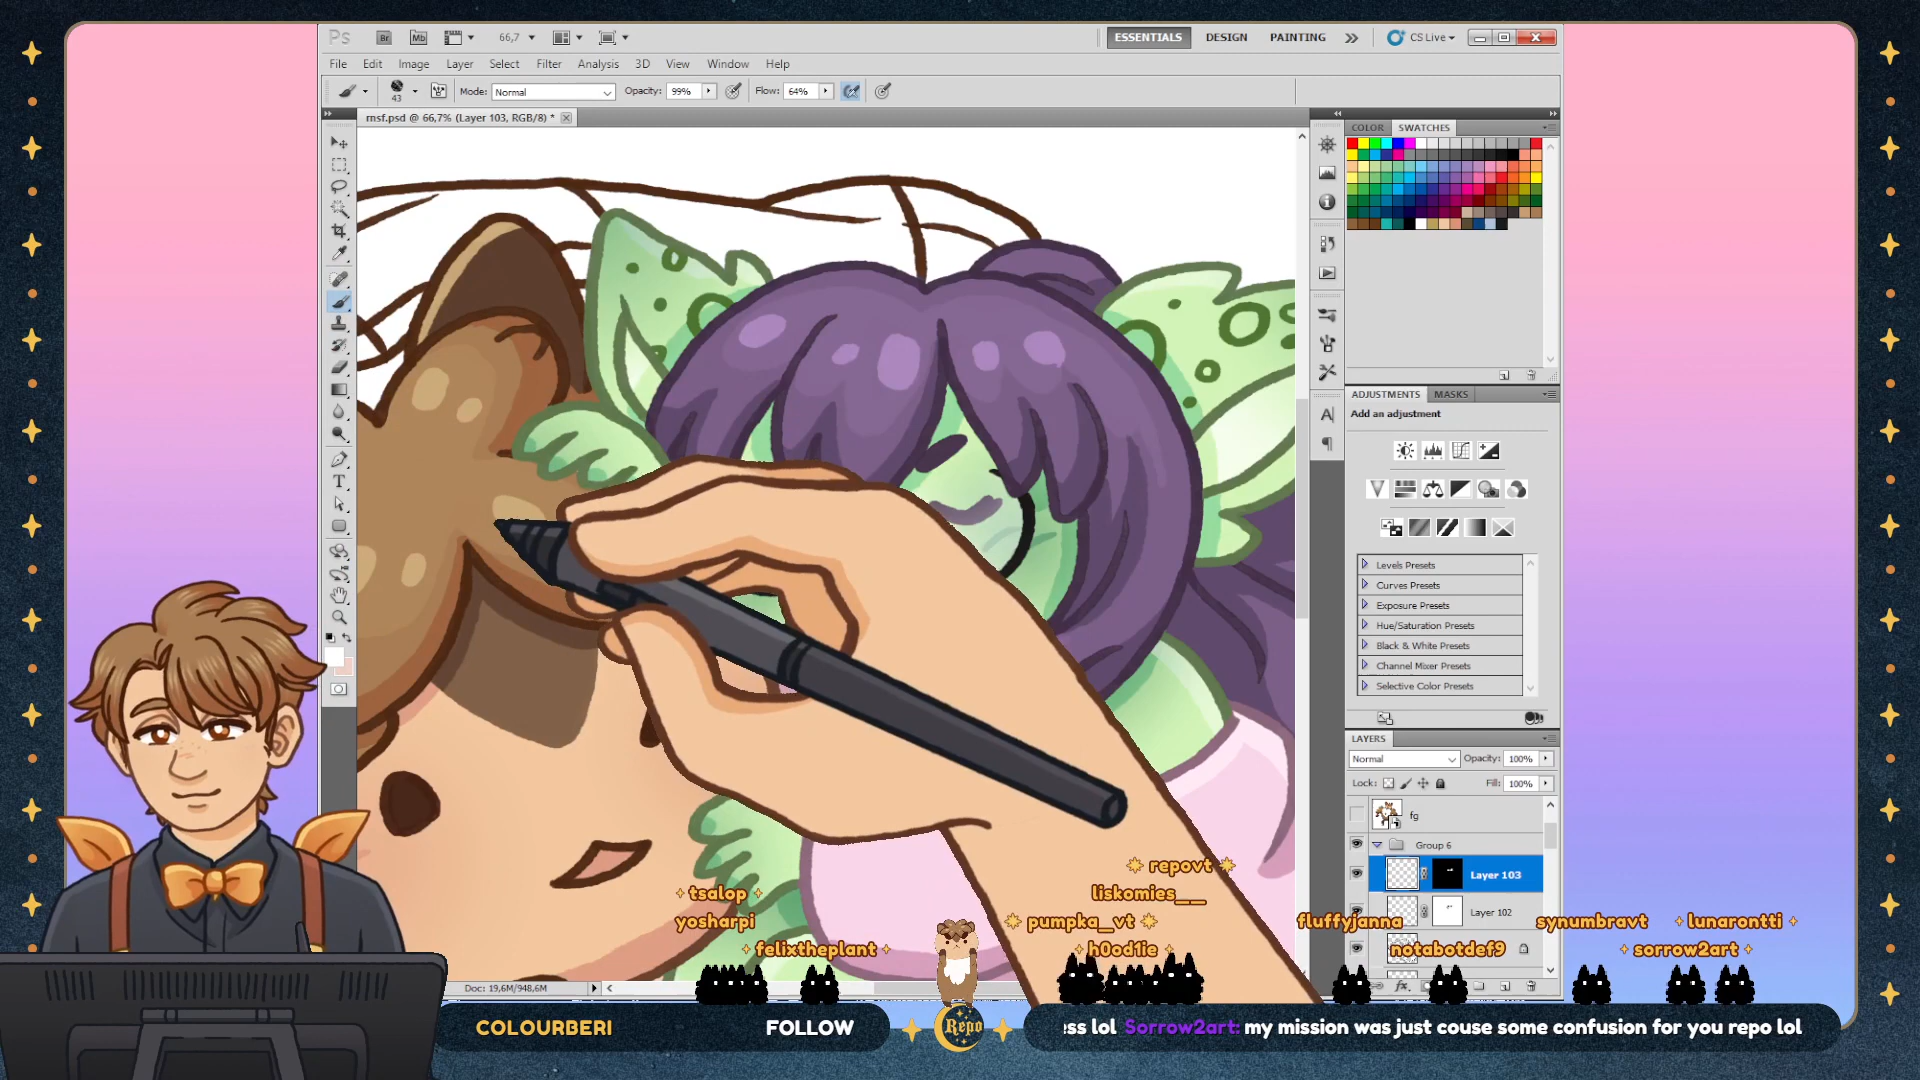 Ps
Br
Mb
66,7
ESSENTIALS
DESIGN
PAINTING
CS Live
File
Edit
Image
Layer
Select
Filter
Analysis
3D
View
Window
Help
43
Mode:
Normal
Opacity:
99%
Flow:
64%
rnsf.psd @ 66,7% (Layer 103, RGB/8) *
COLOR
SWATCHES
ADJUSTMENTS
MASKS
Add an adjustment
Levels Presets
Curves Presets
Exposure Presets
Hue/Saturation Presets
Black & White Presets
Channel Mixer Presets
Selective Color Presets
LAYERS
Normal
Opacity:
100%
Lock:
Fill:
100%
fg
Group 6
Layer 103
Layer 102
Doc: 19,6M/948,6M
tsalop
yosharpi
felixtheplant
repovt
liskomies__
pumpka_vt
h0od1ie
fluffyjanna
notabotdef9
synumbravt
lunarontti
sorrow2art
COLOURBERI
FOLLOW
Repo
ess lol Sorrow2art: my mission was just couse some confusion for you repo lol